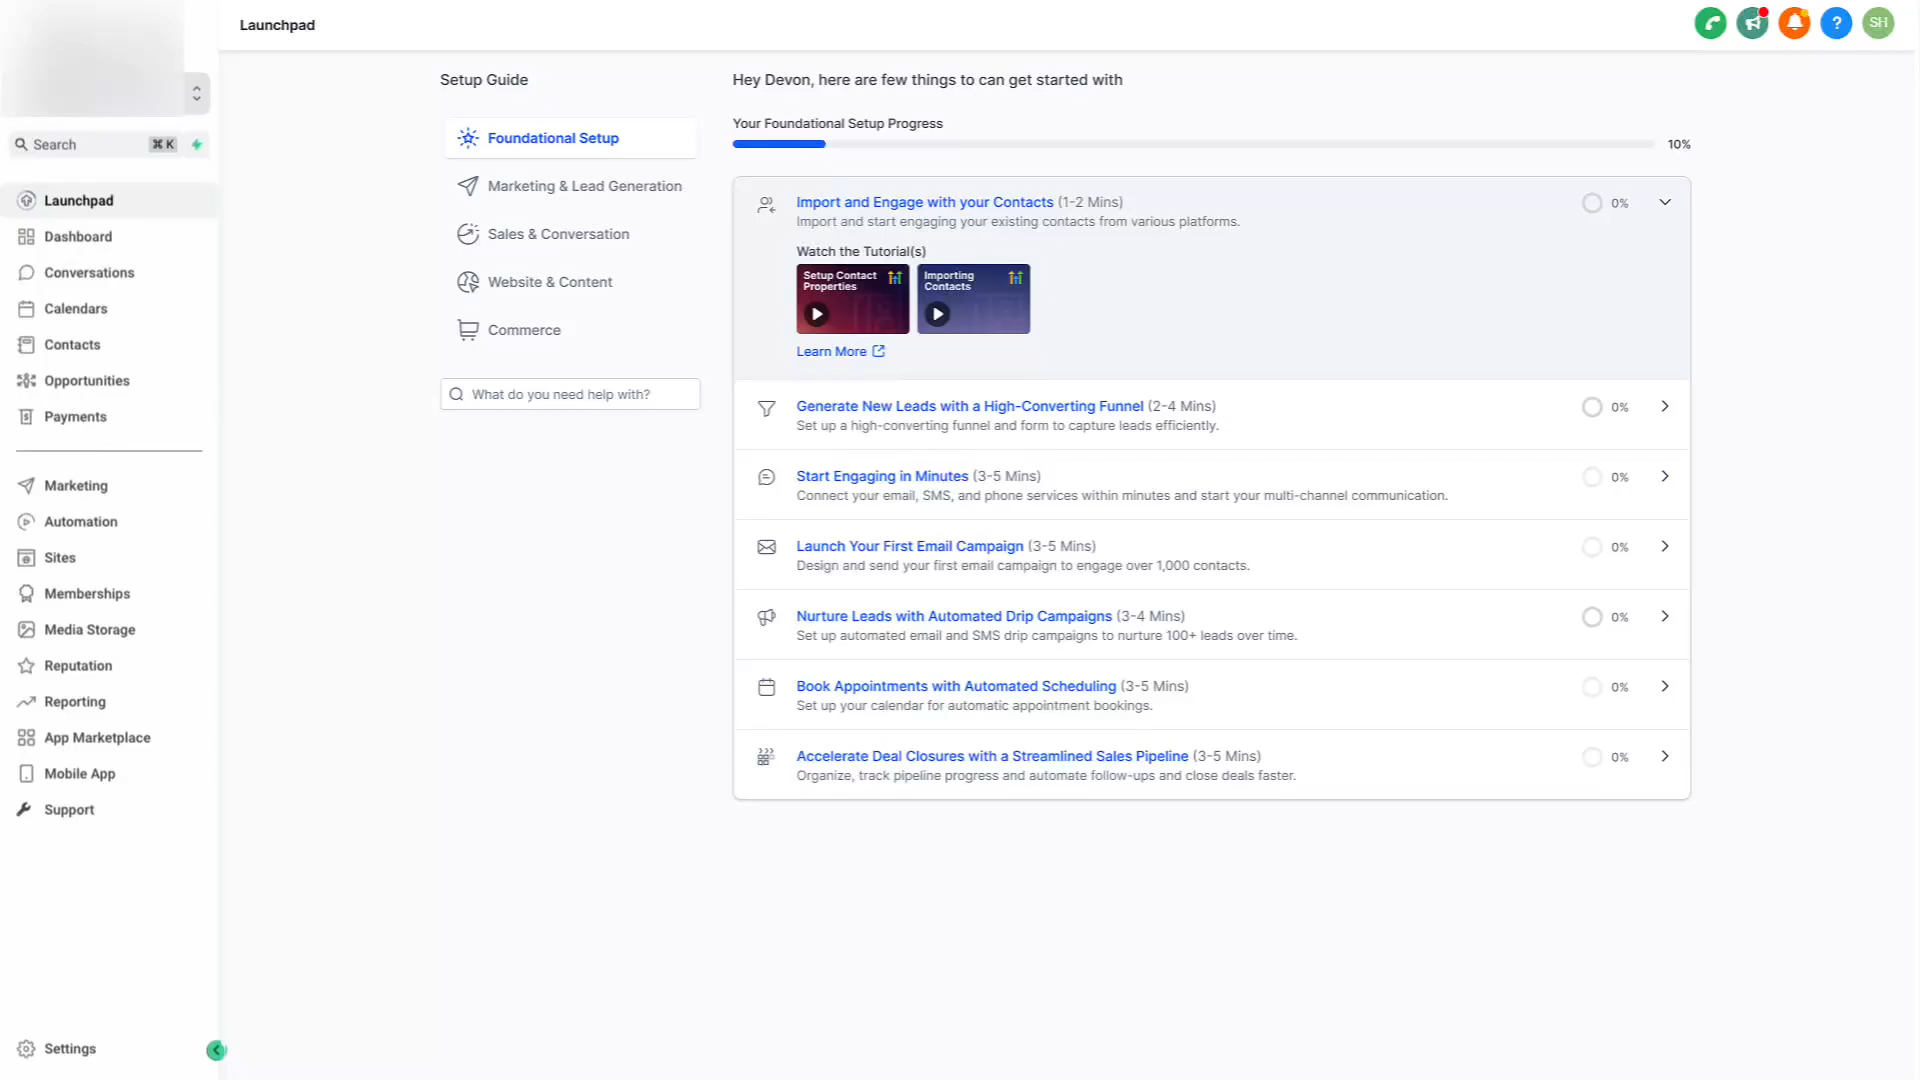 Launchpad
SH
Search
⌘ K
Launchpad
Dashboard
Conversations
Calendars
Contacts
Opportunities
Payments
Marketing
Automation
Sites
Memberships
Media Storage
Reputation
Reporting
App Marketplace
Mobile App
Support
Settings
Setup Guide
Foundational Setup
Marketing & Lead Generation
Sales & Conversation
Website & Content
Commerce
What do you need help with?
Hey Devon, here are few things to can get started with
Your Foundational Setup Progress
10%
Import and Engage with your Contacts (1-2 Mins)
0%
Import and start engaging your existing contacts from various platforms.
Watch the Tutorial(s)
Setup Contact
Properties
Importing
Contacts
Learn More
Generate New Leads with a High-Converting Funnel (2-4 Mins)
0%
Set up a high-converting funnel and form to capture leads efficiently.
Start Engaging in Minutes (3-5 Mins)
0%
Connect your email, SMS, and phone services within minutes and start your multi-channel communication.
Launch Your First Email Campaign (3-5 Mins)
0%
Design and send your first email campaign to engage over 1,000 contacts.
Nurture Leads with Automated Drip Campaigns (3-4 Mins)
0%
Set up automated email and SMS drip campaigns to nurture 100+ leads over time.
Book Appointments with Automated Scheduling (3-5 Mins)
0%
Set up your calendar for automatic appointment bookings.
Accelerate Deal Closures with a Streamlined Sales Pipeline (3-5 Mins)
0%
Organize, track pipeline progress and automate follow-ups and close deals faster.